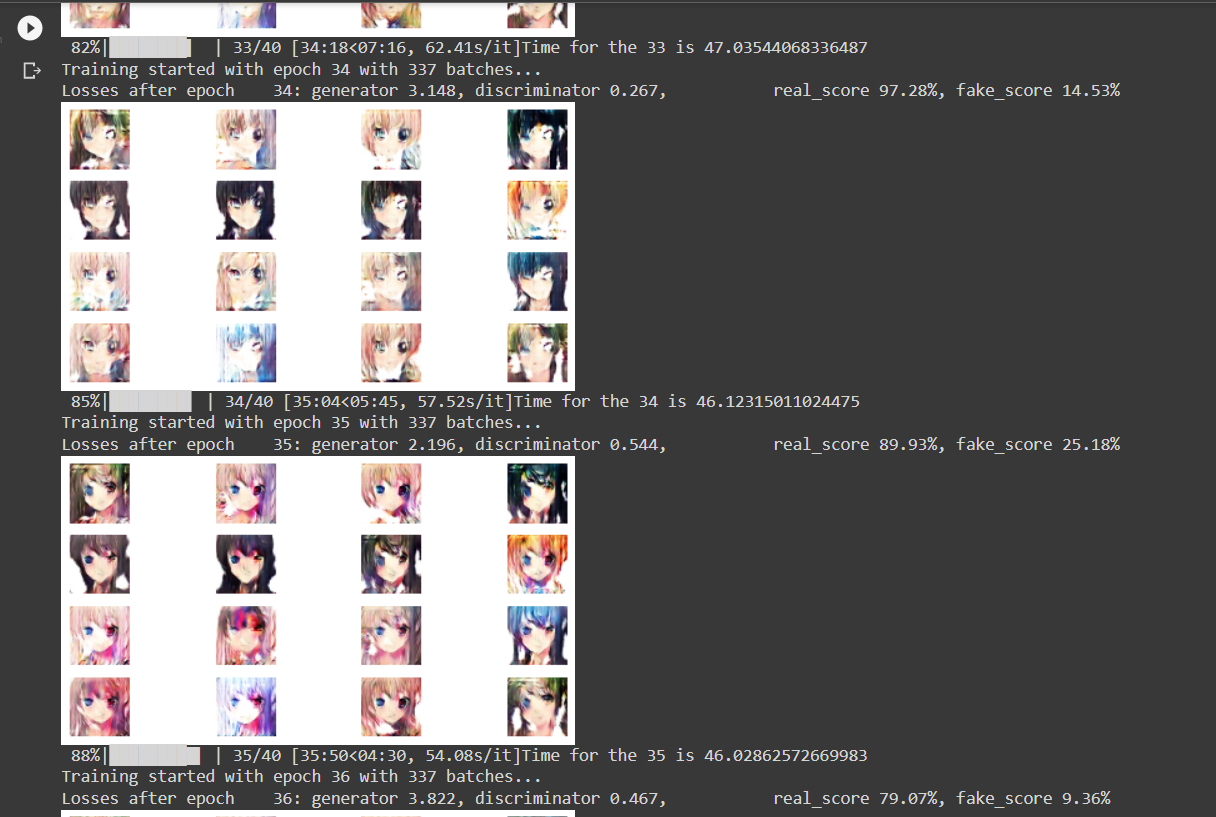 82%|████████ | 33/40 [34:18<07:16, 62.41s/it]Time for the 33 is 47.03544068336487
Training started with epoch 34 with 337 batches...
Losses after epoch    34: generator 3.148, discriminator 0.267,           real_score 97.28%, fake_score 14.53%
85%|████████ | 34/40 [35:04<05:45, 57.52s/it]Time for the 34 is 46.12315011024475
Training started with epoch 35 with 337 batches...
Losses after epoch    35: generator 2.196, discriminator 0.544,           real_score 89.93%, fake_score 25.18%
88%|████████ | 35/40 [35:50<04:30, 54.08s/it]Time for the 35 is 46.02862572669983
Training started with epoch 36 with 337 batches...
Losses after epoch    36: generator 3.822, discriminator 0.467,           real_score 79.07%, fake_score 9.36%